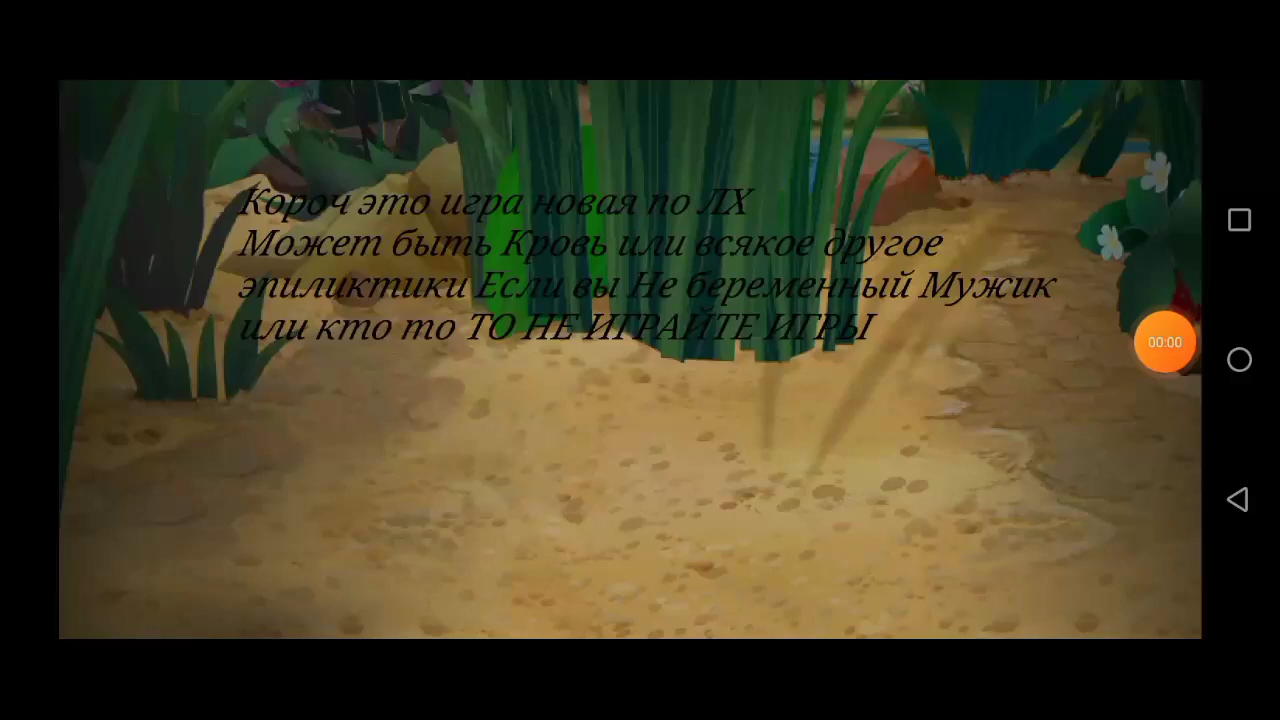 Короч это игра новая по ЛХ
Может быть Кровь или всякое другое
эпиликтики Если вы Не беременный Мужик
или кто то ТО НЕ ИГРАЙТЕ ИГРЫ
00:00